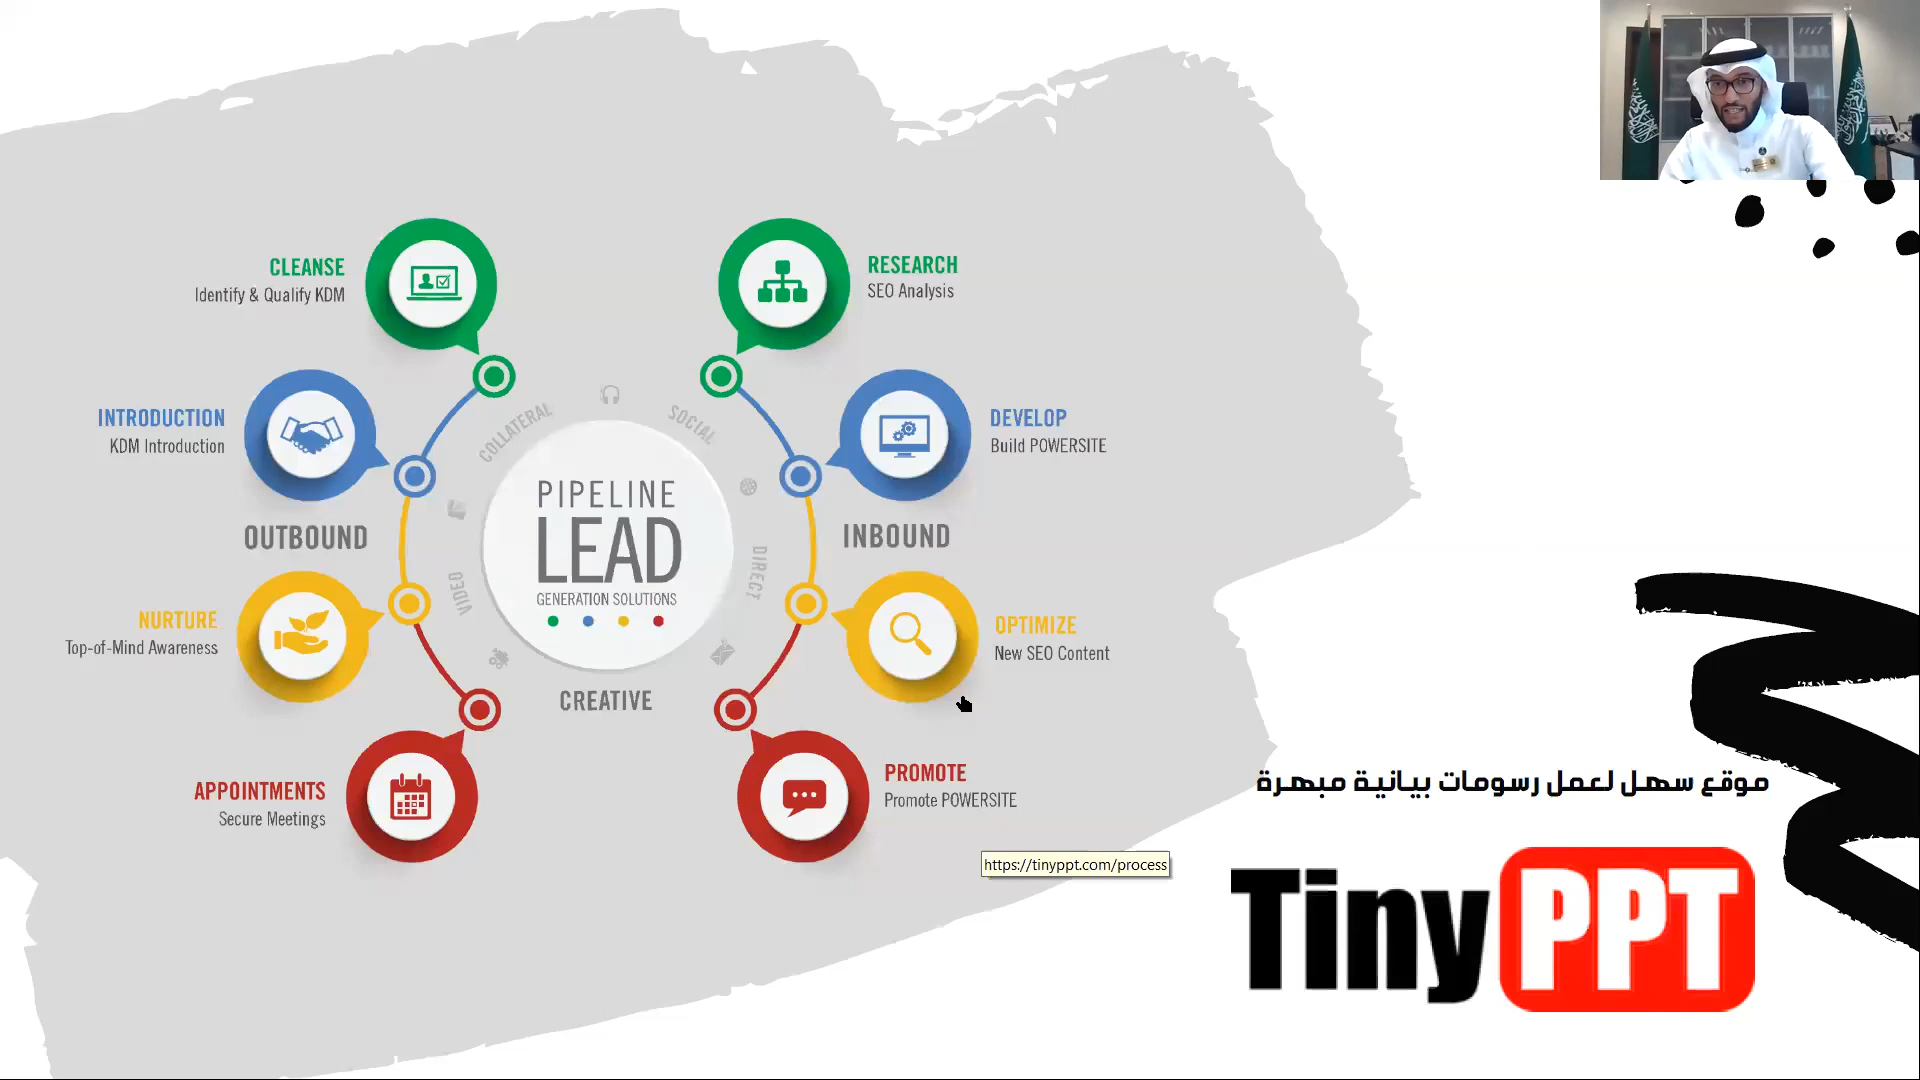 CLEANSE
Identify & Qualify KDM
RESEARCH
SEO Analysis
INTRODUCTION
KDM Introduction
DEVELOP
Build POWERSITE
COLLATERAL
SOCIAL
PIPELINE
LEAD
GENERATION SOLUTIONS
OUTBOUND
INBOUND
VIDEO
DIRECT
NURTURE
Top-of-Mind Awareness
OPTIMIZE
New SEO Content
CREATIVE
APPOINTMENTS
Secure Meetings
PROMOTE
Promote POWERSITE
موقع سهل لعمل رسومات بيانية مبهرة
https://tinyppt.com/process
TinyPPT